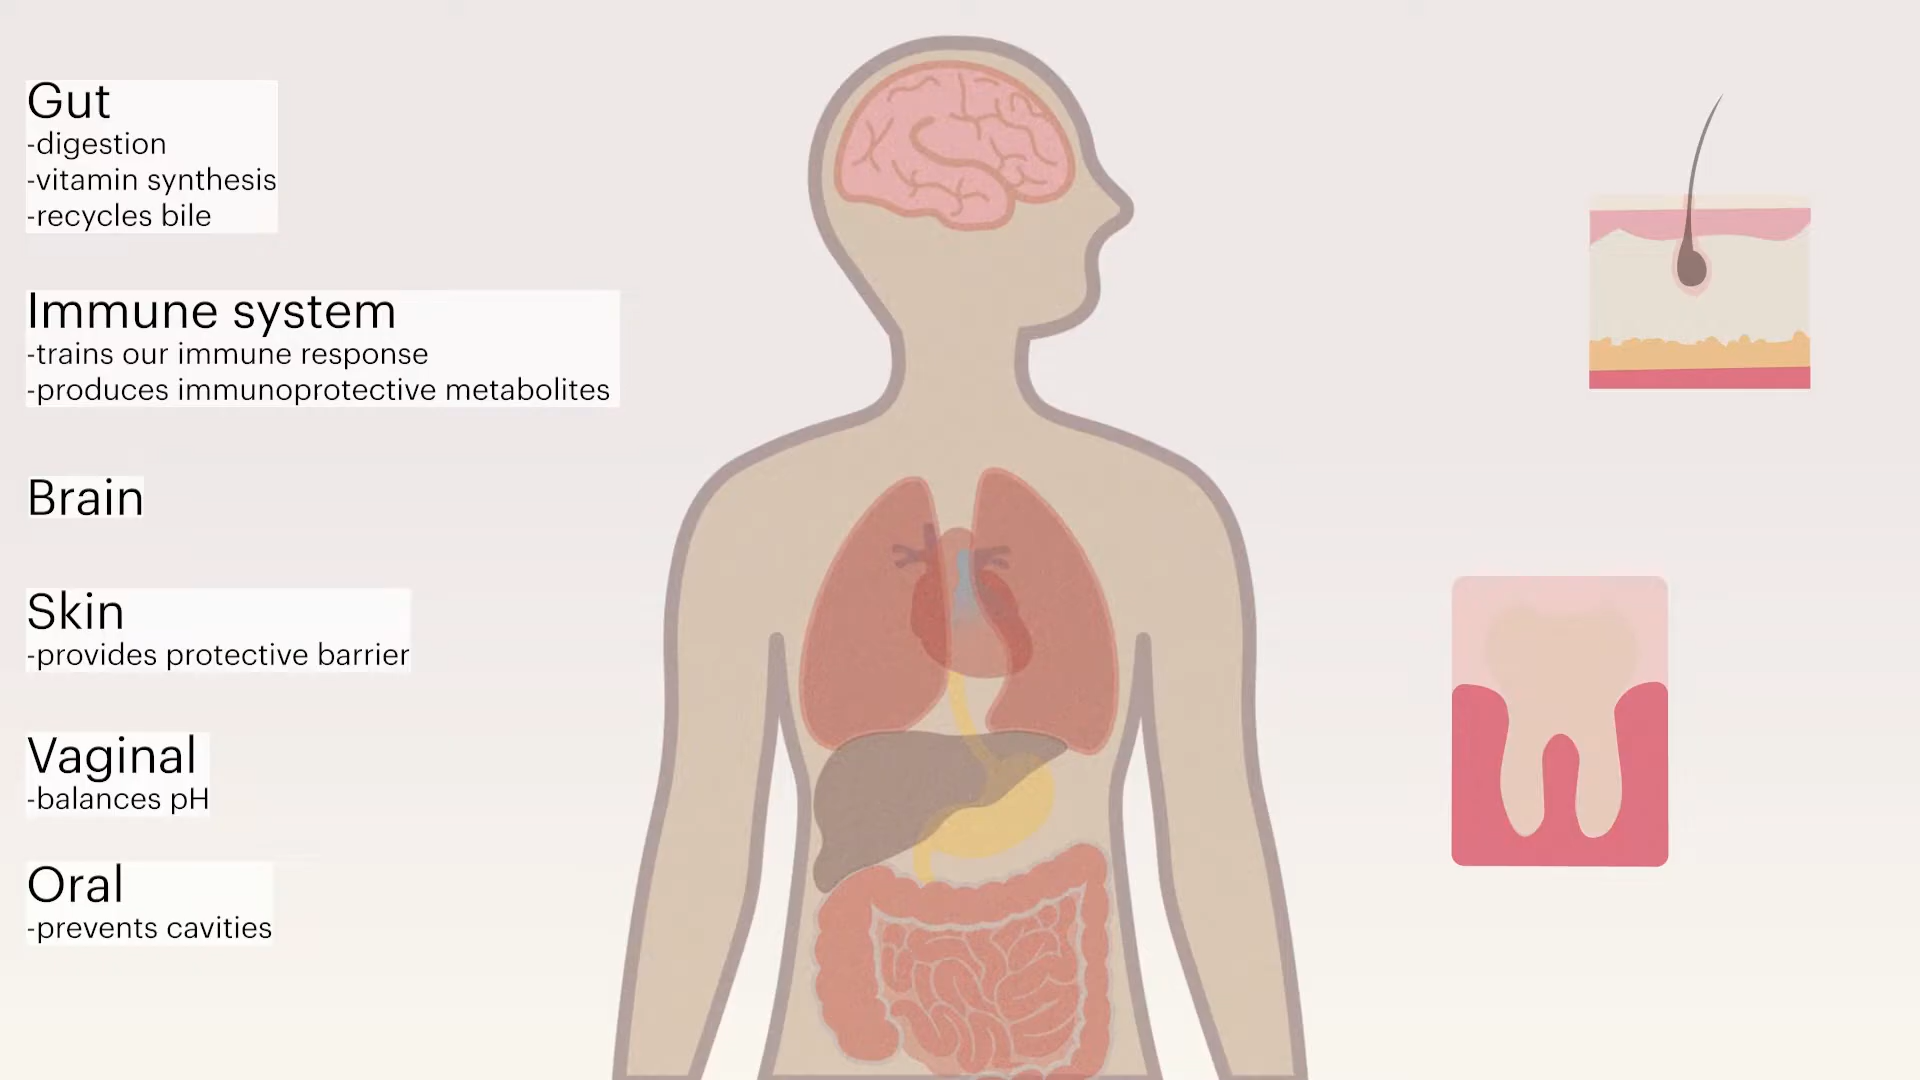 Gut
-digestion
-vitamin synthesis
-recycles bile
Immune system
-trains our immune response
-produces immunoprotective metabolites
Brain
Skin
-provides protective barrier
Vaginal
-balances pH
Oral
-prevents cavities